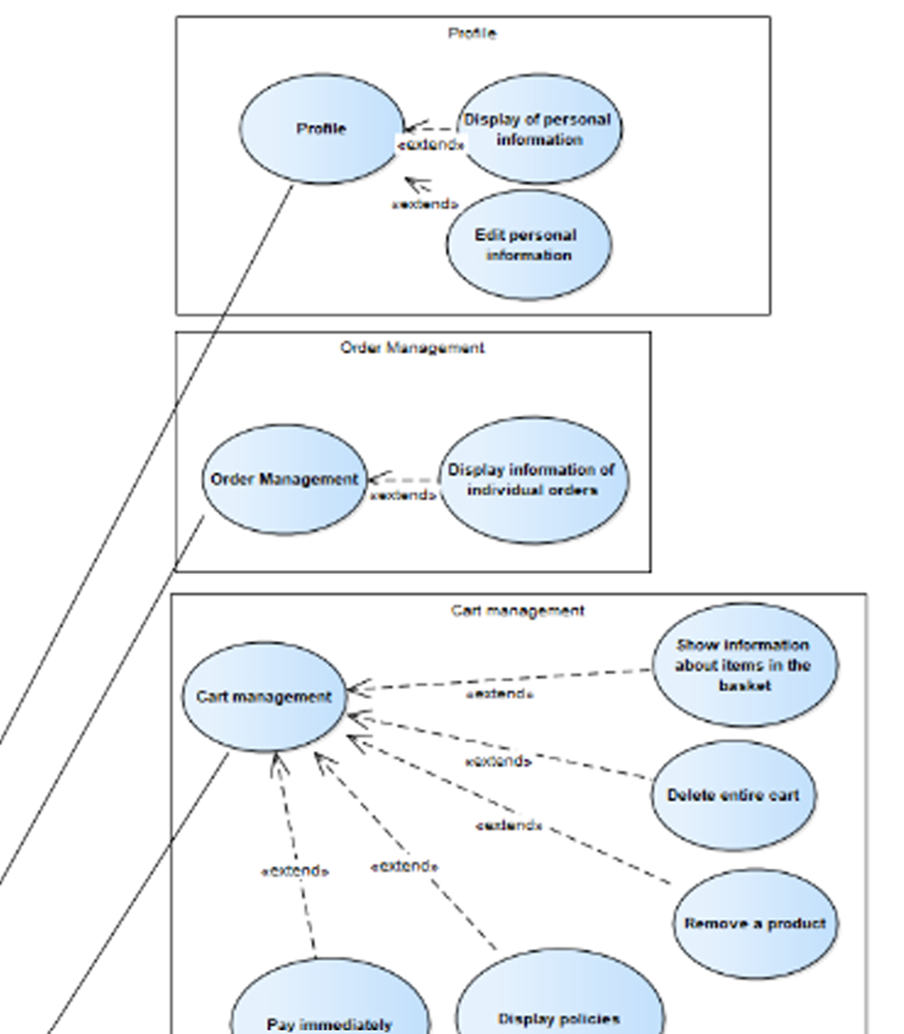 Profile
Profile
Display of personal
information
«extend»
«extend»
Edit personal
information
Order Management
Order Management
Display information of
individual orders
«extend»
Cart management
Show information
about items in the
basket
Cart management
«extend»
«extend»
Delete entire cart
«extend»
«extend»
«extend»
Remove a product
Pay immediately
Display policies